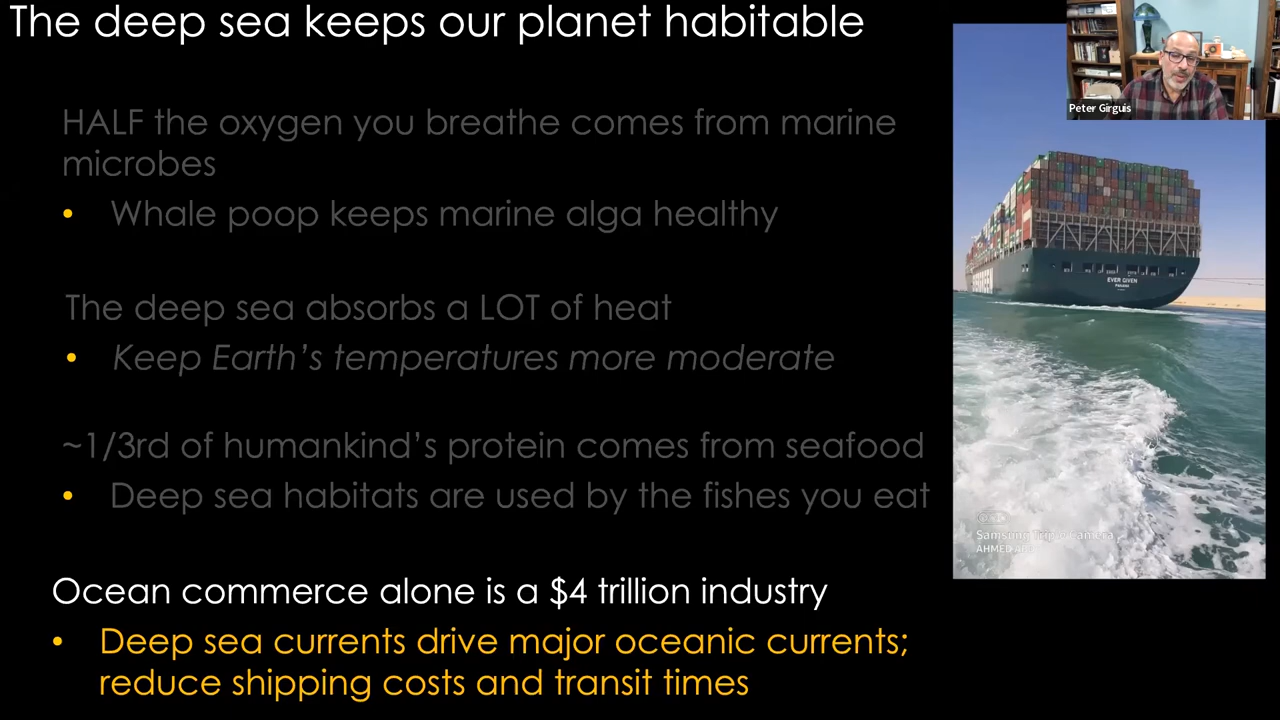 The deep sea keeps our planet habitable
Peter Girguis
HALF the oxygen you breathe comes from marine
microbes
• Whale poop keeps marine alga healthy
The deep sea absorbs a LOT of heat
• Keep Earth's temperatures more moderate
~1/3rd of humankind's protein comes from seafood
• Deep sea habitats are used by the fishes you eat
Ocean commerce alone is a $4 trillion industry
• Deep sea currents drive major oceanic currents;
reduce shipping costs and transit times
EVER GIVEN
PANAMA
Samsung Triple Camera
AHMED